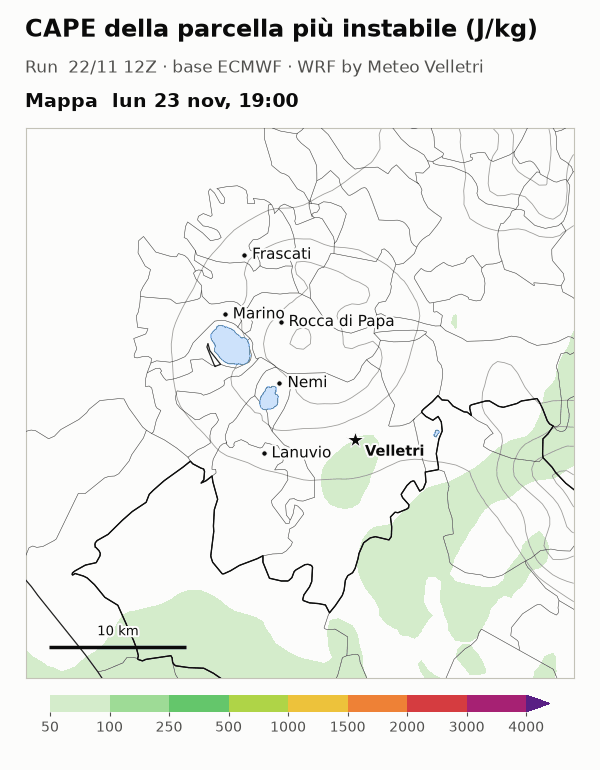 CAPE della parcella più instabile (J/kg)
Run  22/11 12Z · base ECMWF · WRF by Meteo Velletri
Mappa  lun 23 nov, 19:00
Frascati
Marino
Rocca di Papa
Nemi
Velletri
Lanuvio
10 km
50 100 250 500 1000 1500 2000 3000 4000